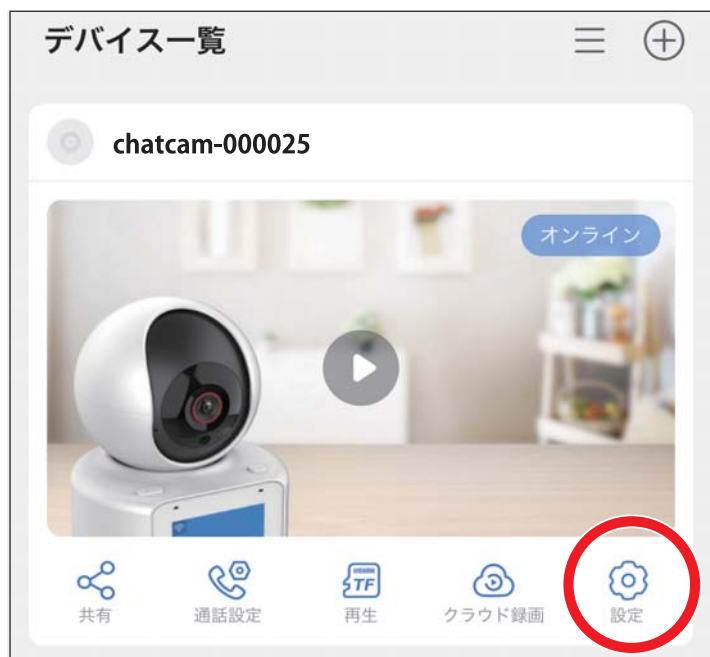 デバイス一覧
chatcam-000025
オンライン
TF
共有
通話設定
再生
クラウド録画
設定